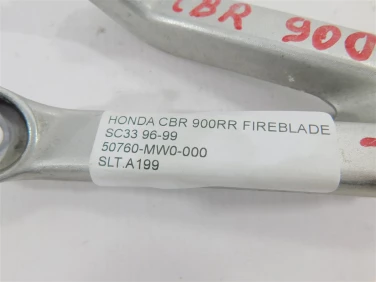 CBR 900
HONDA CBR 900RR FIREBLADE
SC33 96-99
50760-MW0-000
SLT.A199